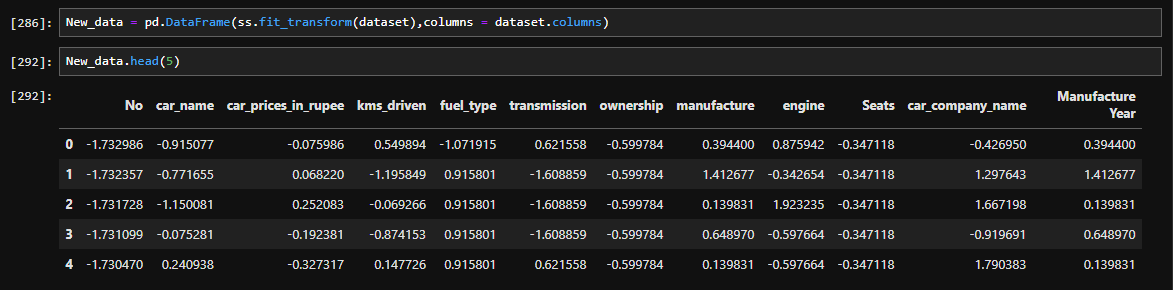 [286]: New_data = pd.DataFrame(ss.fit_transform(dataset),columns = dataset.columns)
[292]: New_data.head(5)
[292]:
No car_name car_prices_in_rupee kms_driven fuel_type transmission ownership manufacture engine Seats car_company_name Manufacture Year
0 -1.732986 -0.915077 -0.075986 0.549894 -1.071915 0.621558 -0.599784 0.394400 0.875942 -0.347118 -0.426950 0.394400
1 -1.732357 -0.771655 0.068220 -1.195849 0.915801 -1.608859 -0.599784 1.412677 -0.342654 -0.347118 1.297643 1.412677
2 -1.731728 -1.150081 0.252083 -0.069266 0.915801 -1.608859 -0.599784 0.139831 1.923235 -0.347118 1.667198 0.139831
3 -1.731099 -0.075281 -0.192381 -0.874153 0.915801 -1.608859 -0.599784 0.648970 -0.597664 -0.347118 -0.919691 0.648970
4 -1.730470 0.240938 -0.327317 0.147726 0.915801 0.621558 -0.599784 0.139831 -0.597664 -0.347118 1.790383 0.139831